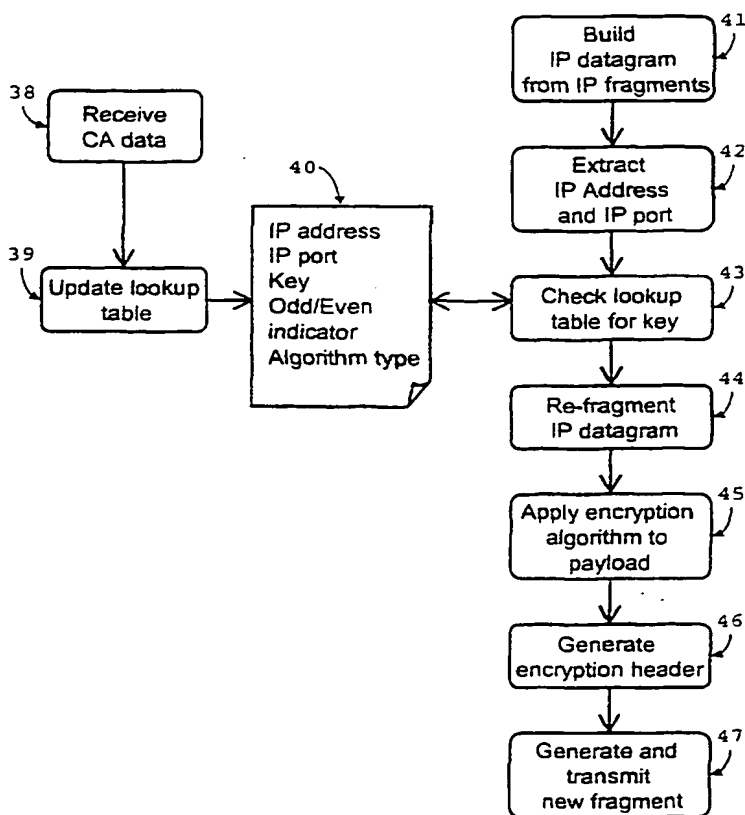 38
Receive
CA data
39
Update lookup
table
40
IP address
IP port
Key
Odd/Even
indicator
Algorithm type
41
Build
IP datagram
from IP fragments
42
Extract
IP Address
and IP port
43
Check lookup
table for key
44
Re-fragment
IP datagram
45
Apply encryption
algorithm to
payload
46
Generate
encryption header
47
Generate and
transmit
new fragment